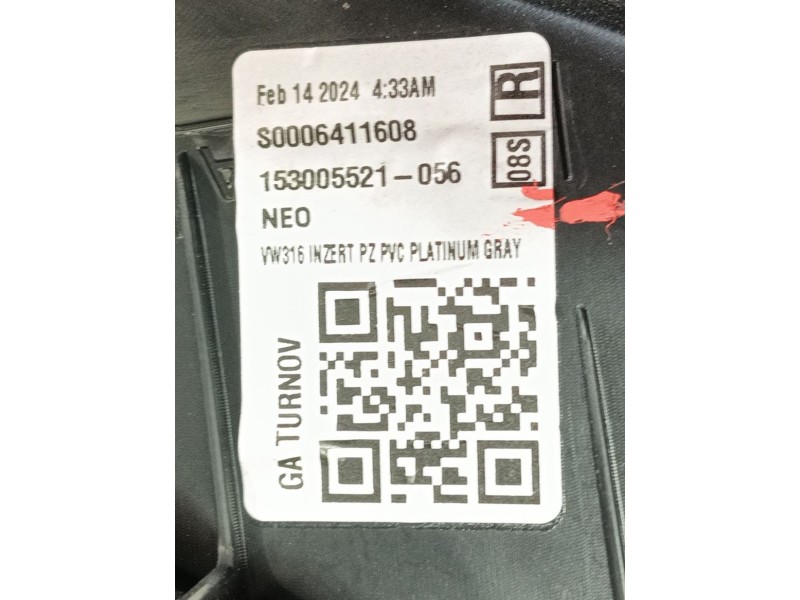 Feb 14 2024 4:33AM
R
S0006411608
08S
153005521-056
NEO
VW316 INZERT PZ PVC PLATINUM GRAY
GA TURNOV